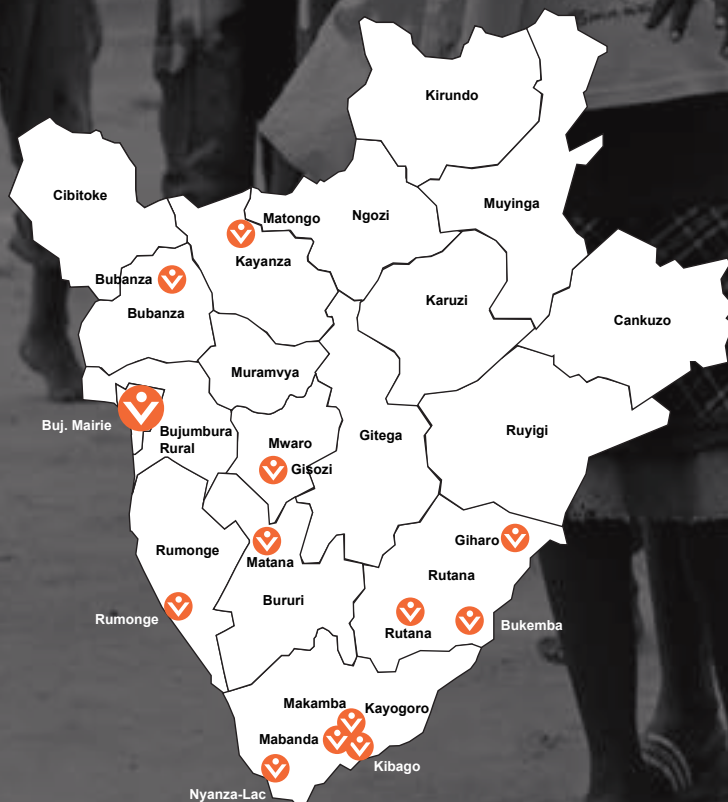 Kirundo
Cibitoke
Muyinga
Matongo
Ngozi
Kayanza
Bubanza
Karuzi
Bubanza
Cankuzo
Muramvya
Buj. Mairie
Bujumbura
Rural
Mwaro
Gitega
Ruyigi
Gisozi
Giharo
Rumonge
Matana
Rutana
Bururi
Rumonge
Rutana
Bukemba
Makamba
Kayogoro
Mabanda
Kibago
Nyanza-Lac